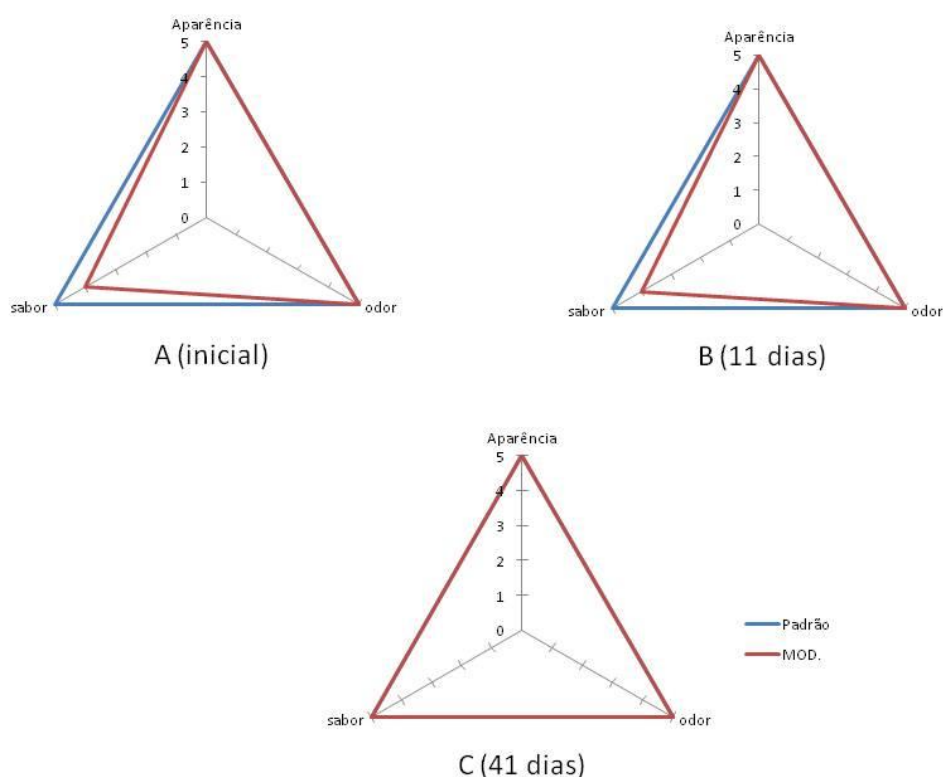 Aparência
5
4
3
2
1
0
sabor
odor
A (inicial)
Aparência
5
4
3
2
1
0
sabor
odor
B (11 dias)
Aparência
5
4
3
2
1
0
sabor
odor
Padrão
MOD.
C (41 dias)